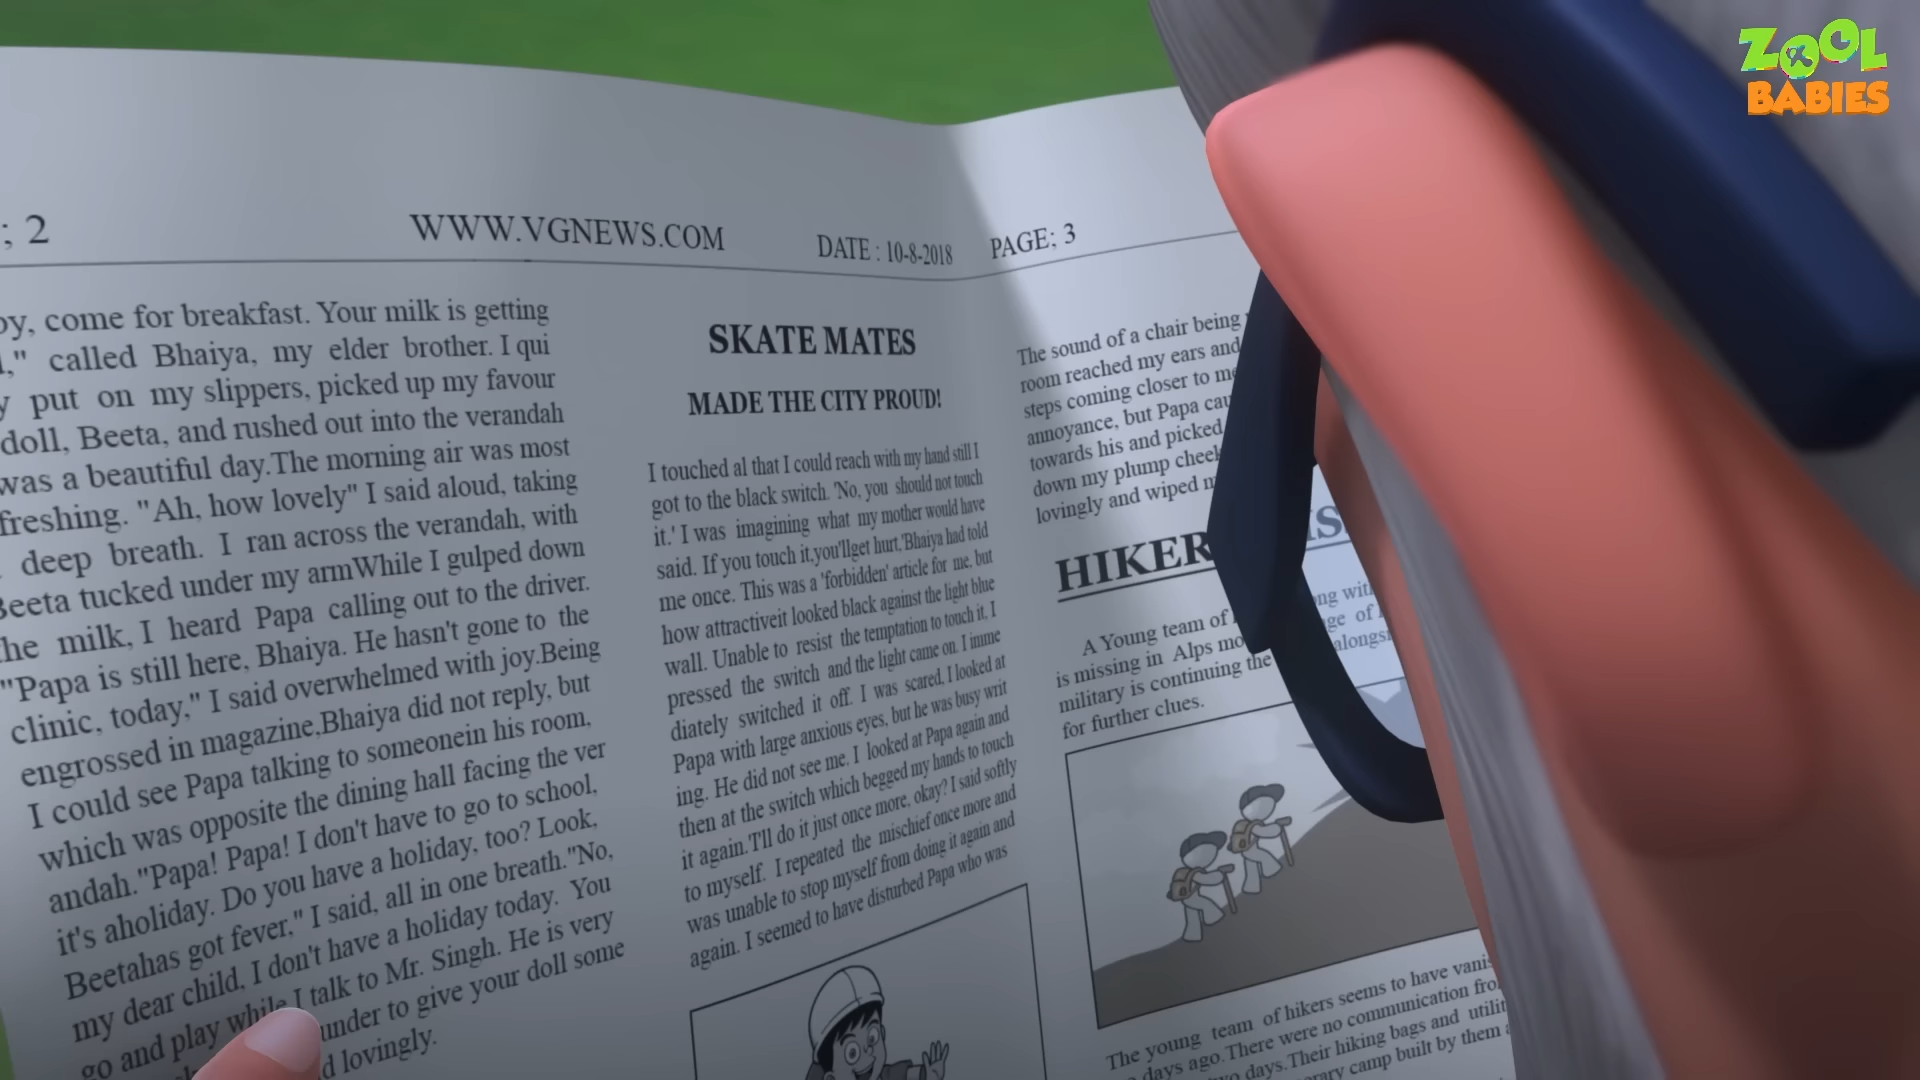 ZOOL
BABIES
; 2
WWW.VGNEWS.COM
DATE : 10-8-2018
PAGE; 3
come for breakfast. Your milk is getting
called Bhaiya, my elder brother. I qui
put on my slippers, picked up my favour
doll, Beeta, and rushed out into the verandah
was a beautiful day.The morning air was most
freshing. "Ah, how lovely" I said aloud, taking
deep breath. I ran across the verandah, with
Beeta tucked under my armWhile I gulped down
the milk, I heard Papa calling out to the driver.
"Papa is still here, Bhaiya. He hasn't gone to the
clinic, today," I said overwhelmed with joy.Being
engrossed in magazine,Bhaiya did not reply, but
I could see Papa talking to someonein his room,
which was opposite the dining hall facing the ver
andah."Papa! Papa! I don't have to go to school,
it's aholiday. Do you have a holiday, too? Look,
Beetahas got fever," I said, all in one breath."No,
my dear child, I don't have a holiday today. You
go and play while I talk to Mr. Singh. He is very
under to give your doll some
lovingly.
SKATE MATES
MADE THE CITY PROUD!
I touched al that I could reach with my hand still I
got to the black switch. 'No, you should not touch
it.' I was imagining what my mother would have
said. If you touch it,you'llget hurt,'Bhaiya had told
me once. This was a 'forbidden' article for me, but
how attractiveit looked black against the light blue
wall. Unable to resist the temptation to touch it, I
pressed the switch and the light came on. I imme
diately switched it off. I was scared, I looked at
Papa with large anxious eyes, but he was busy writ
ing. He did not see me. I looked at Papa again and
then at the switch which begged my hands to touch
it again.'I'll do it just once more, okay? I said softly
to myself. I repeated the mischief once more and
was unable to stop myself from doing it again and
again. I seemed to have disturbed Papa who was
The sound of a chair being
room reached my ears and
steps coming closer to me
annoyance, but Papa cau
towards his and picked
down my plump cheek
lovingly and wiped
HIKER IS
A Young team of ong with
is missing in Alps mo ge of
military is continuing the alongsi
for further clues.
The young team of hikers seems to have vanis
days ago.There were no communication fro
days.Their hiking bags and utilit
camp built by them